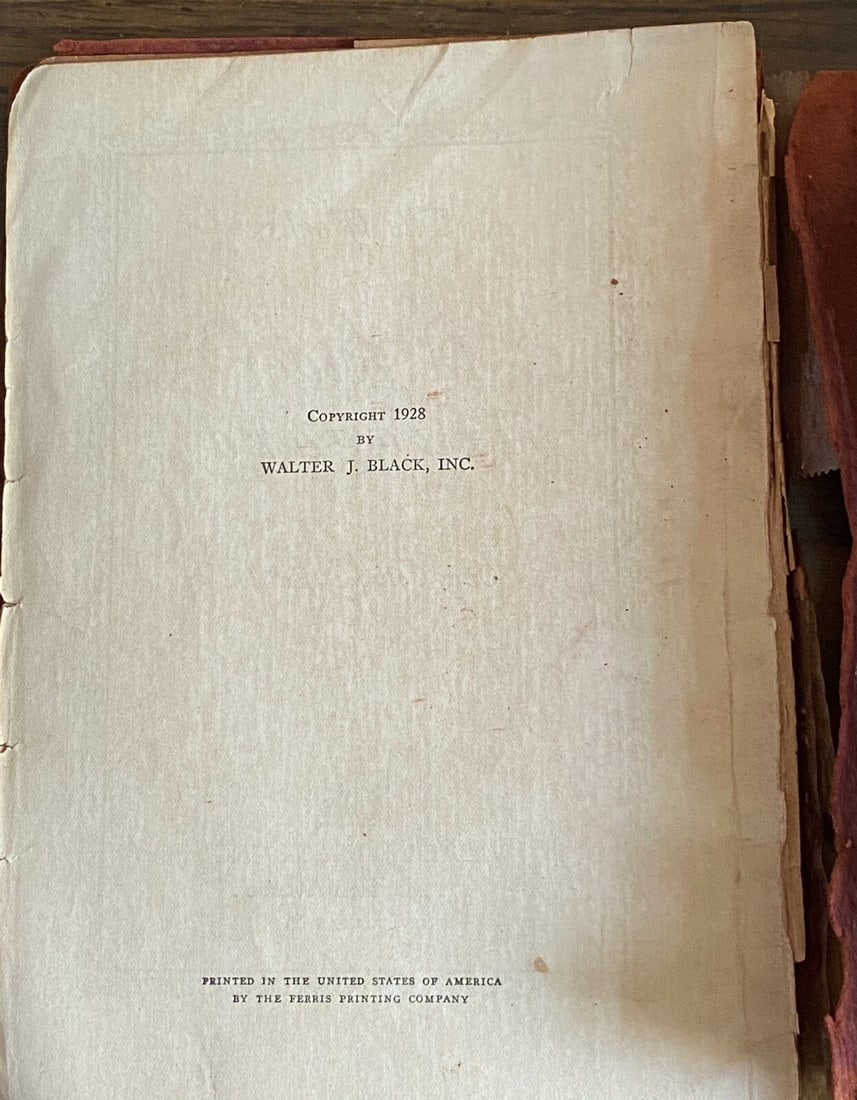 Copyright 1928
BY
WALTER J. BLACK, INC.
PRINTED IN THE UNITED STATES OF AMERICA
BY THE FERRIS PRINTING COMPANY